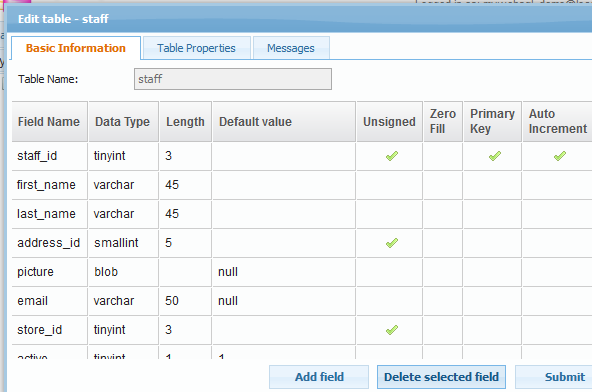 Edit table - staff
Basic Information Table Properties Messages
Table Name: staff
Field Name Data Type Length Default value Unsigned Zero Fill Primary Key Auto Increment
staff_id tinyint 3
first_name varchar 45
last_name varchar 45
address_id smallint 5
picture blob null
email varchar 50 null
store_id tinyint 3
active tinyint 1 1
Add field Delete selected field Submit